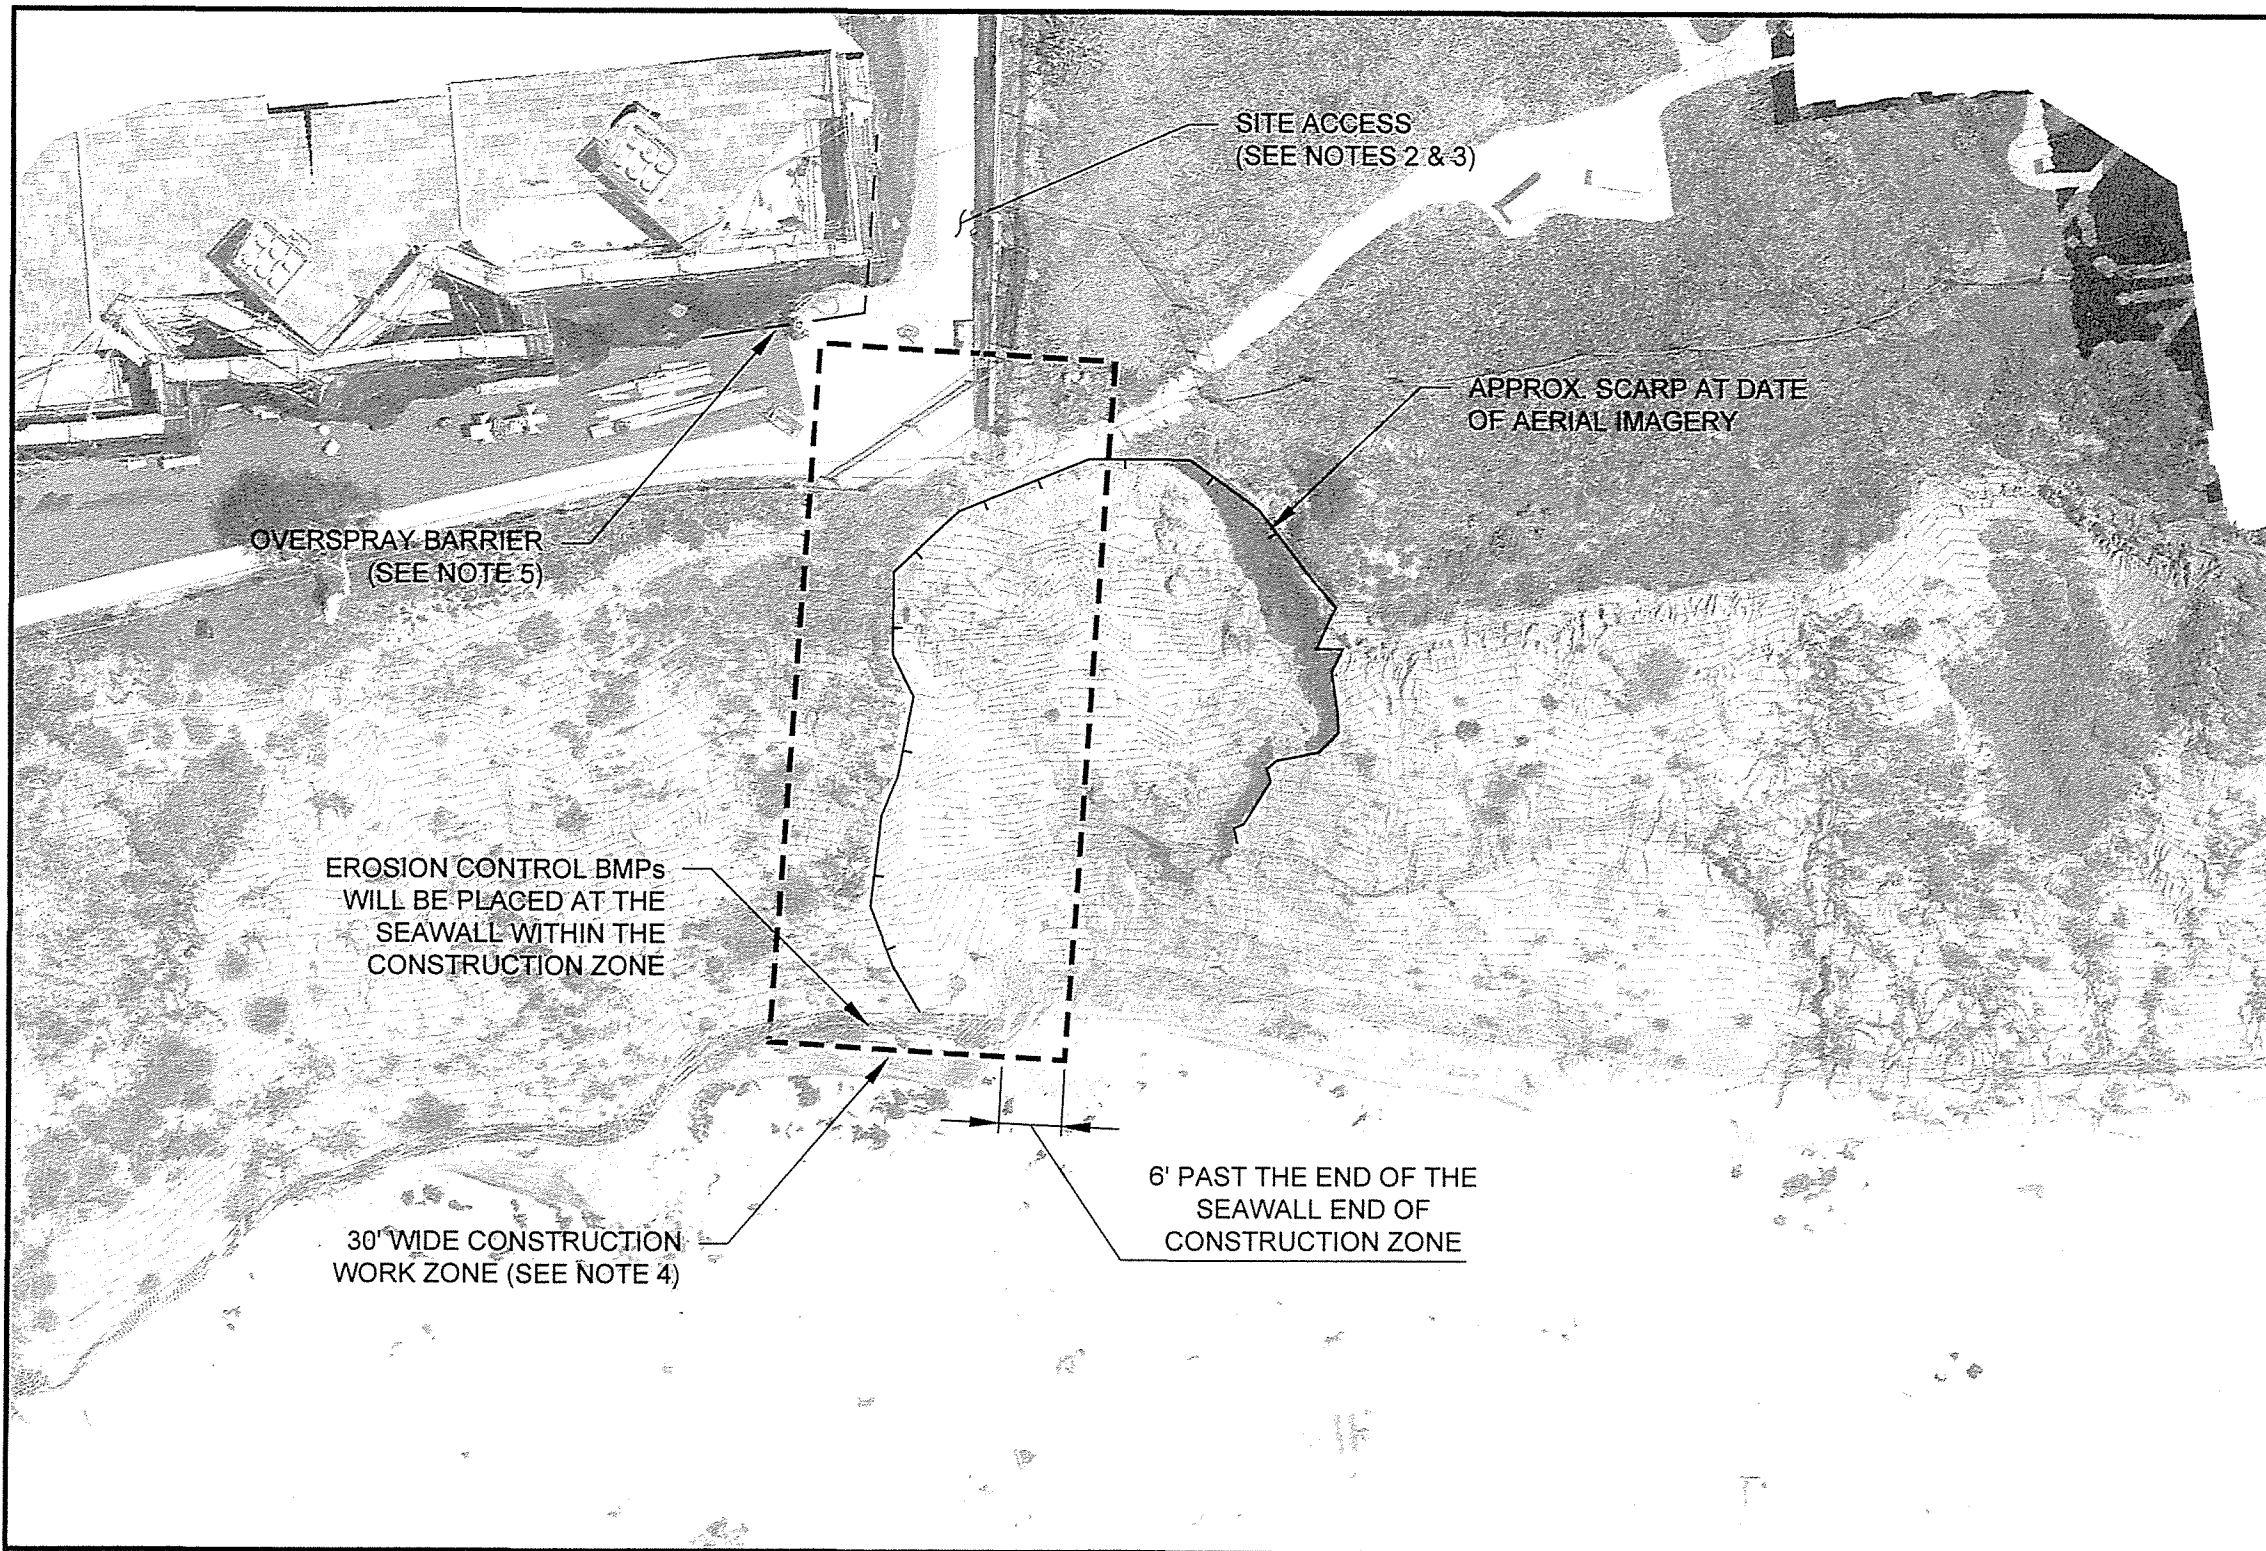 SITE ACCESS
(SEE NOTES 2 & 3)
APPROX. SCARP AT DATE
OF AERIAL IMAGERY
OVERSPRAY BARRIER
(SEE NOTE 5)
EROSION CONTROL BMPs
WILL BE PLACED AT THE
SEAWALL WITHIN THE
CONSTRUCTION ZONE
6' PAST THE END OF THE
SEAWALL END OF
CONSTRUCTION ZONE
30' WIDE CONSTRUCTION
WORK ZONE (SEE NOTE 4)